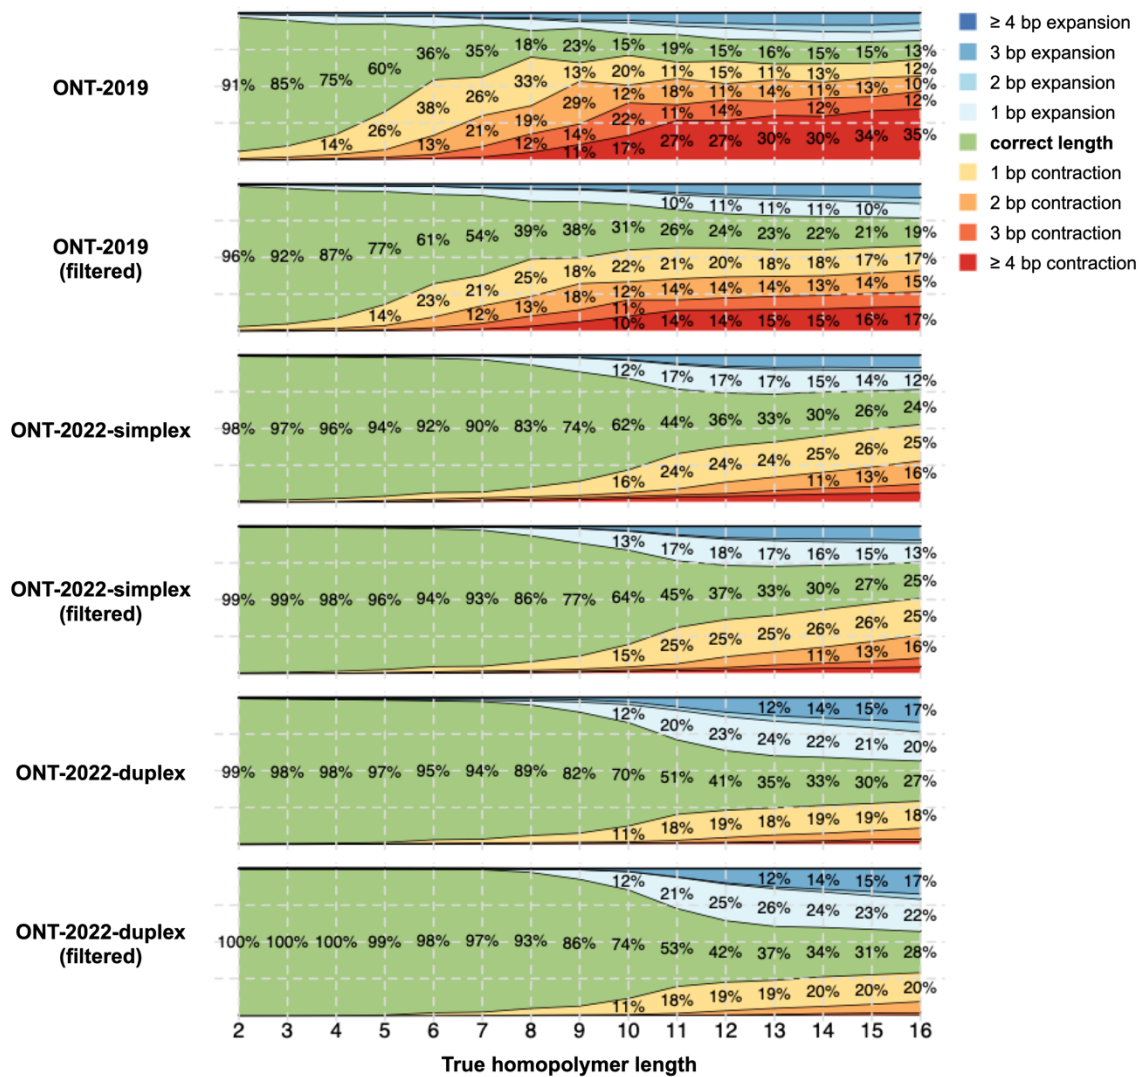 ONT-2019
91% 85% 75% 60% 36% 35% 18% 23% 15% 19% 15% 16% 15% 15% 13%
14% 26% 38% 26% 33% 13% 20% 11% 15% 11% 13% 12%
13% 21% 19% 29% 12% 18% 11% 14% 11% 13% 10%
12% 14% 22% 11% 14% 12% 12%
11% 17% 27% 27% 30% 30% 34% 35%
≥ 4 bp expansion
3 bp expansion
2 bp expansion
1 bp expansion
correct length
1 bp contraction
2 bp contraction
3 bp contraction
≥ 4 bp contraction
ONT-2019
(filtered)
10% 11% 11% 11% 10%
96% 92% 87% 77% 61% 54% 39% 38% 31% 26% 24% 23% 22% 21% 19%
14% 23% 21% 25% 18% 22% 21% 20% 18% 18% 17% 17%
12% 13% 18% 12% 14% 14% 14% 13% 14% 15%
11%
10% 14% 14% 15% 15% 16% 17%
ONT-2022-simplex
12% 17% 17% 17% 15% 14% 12%
98% 97% 96% 94% 92% 90% 83% 74% 62% 44% 36% 33% 30% 26% 24%
16% 24% 24% 24% 25% 26% 25%
11% 13% 16%
ONT-2022-simplex
(filtered)
13% 17% 18% 17% 16% 15% 13%
99% 99% 98% 96% 94% 93% 86% 77% 64% 45% 37% 33% 30% 27% 25%
15% 25% 25% 25% 26% 26% 25%
11% 13% 16%
ONT-2022-duplex
12% 14% 15% 17%
12% 20% 23% 24% 22% 21% 20%
99% 98% 98% 97% 95% 94% 89% 82% 70% 51% 41% 35% 33% 30% 27%
11% 18% 19% 18% 19% 19% 18%
ONT-2022-duplex
(filtered)
12% 14% 15% 17%
12% 21% 25% 26% 24% 23% 22%
100% 100% 100% 99% 98% 97% 93% 86% 74% 53% 42% 37% 34% 31% 28%
11% 18% 19% 19% 20% 20% 20%
2 3 4 5 6 7 8 9 10 11 12 13 14 15 16
True homopolymer length